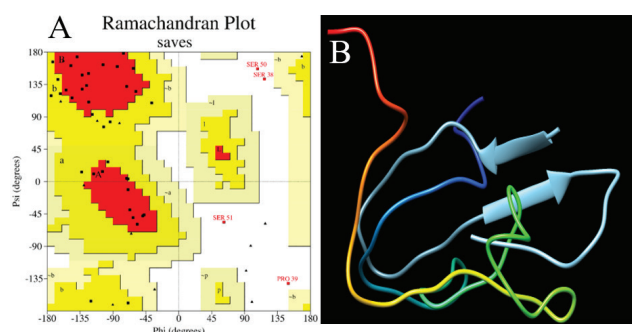 A
Ramachandran Plot
saves
B
180
135
90
45
0
-45
-90
-135
Psi (degrees)
B
SER 50
SER 38
~b
b
~b
~b
~l
l
a
A
~a
SER 51
~b
~p
PRO 39
b
p
~b
-180
-135
-90
-45
0
45
90
135
180
Phi (degrees)